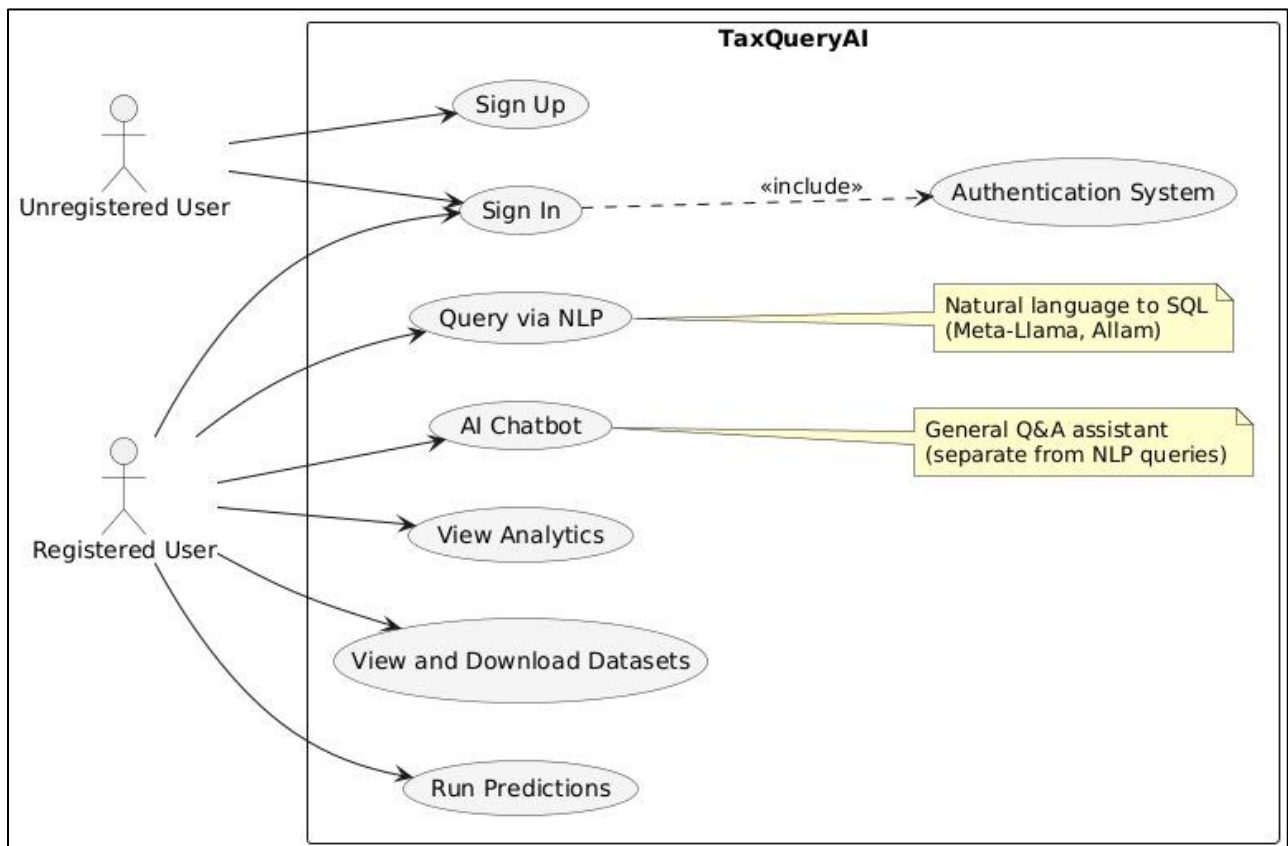 TaxQueryAI
Sign Up
Unregistered User
Sign In
«include»
Authentication System
Query via NLP
Natural language to SQL
(Meta-Llama, Allam)
AI Chatbot
General Q&A assistant
(separate from NLP queries)
Registered User
View Analytics
View and Download Datasets
Run Predictions